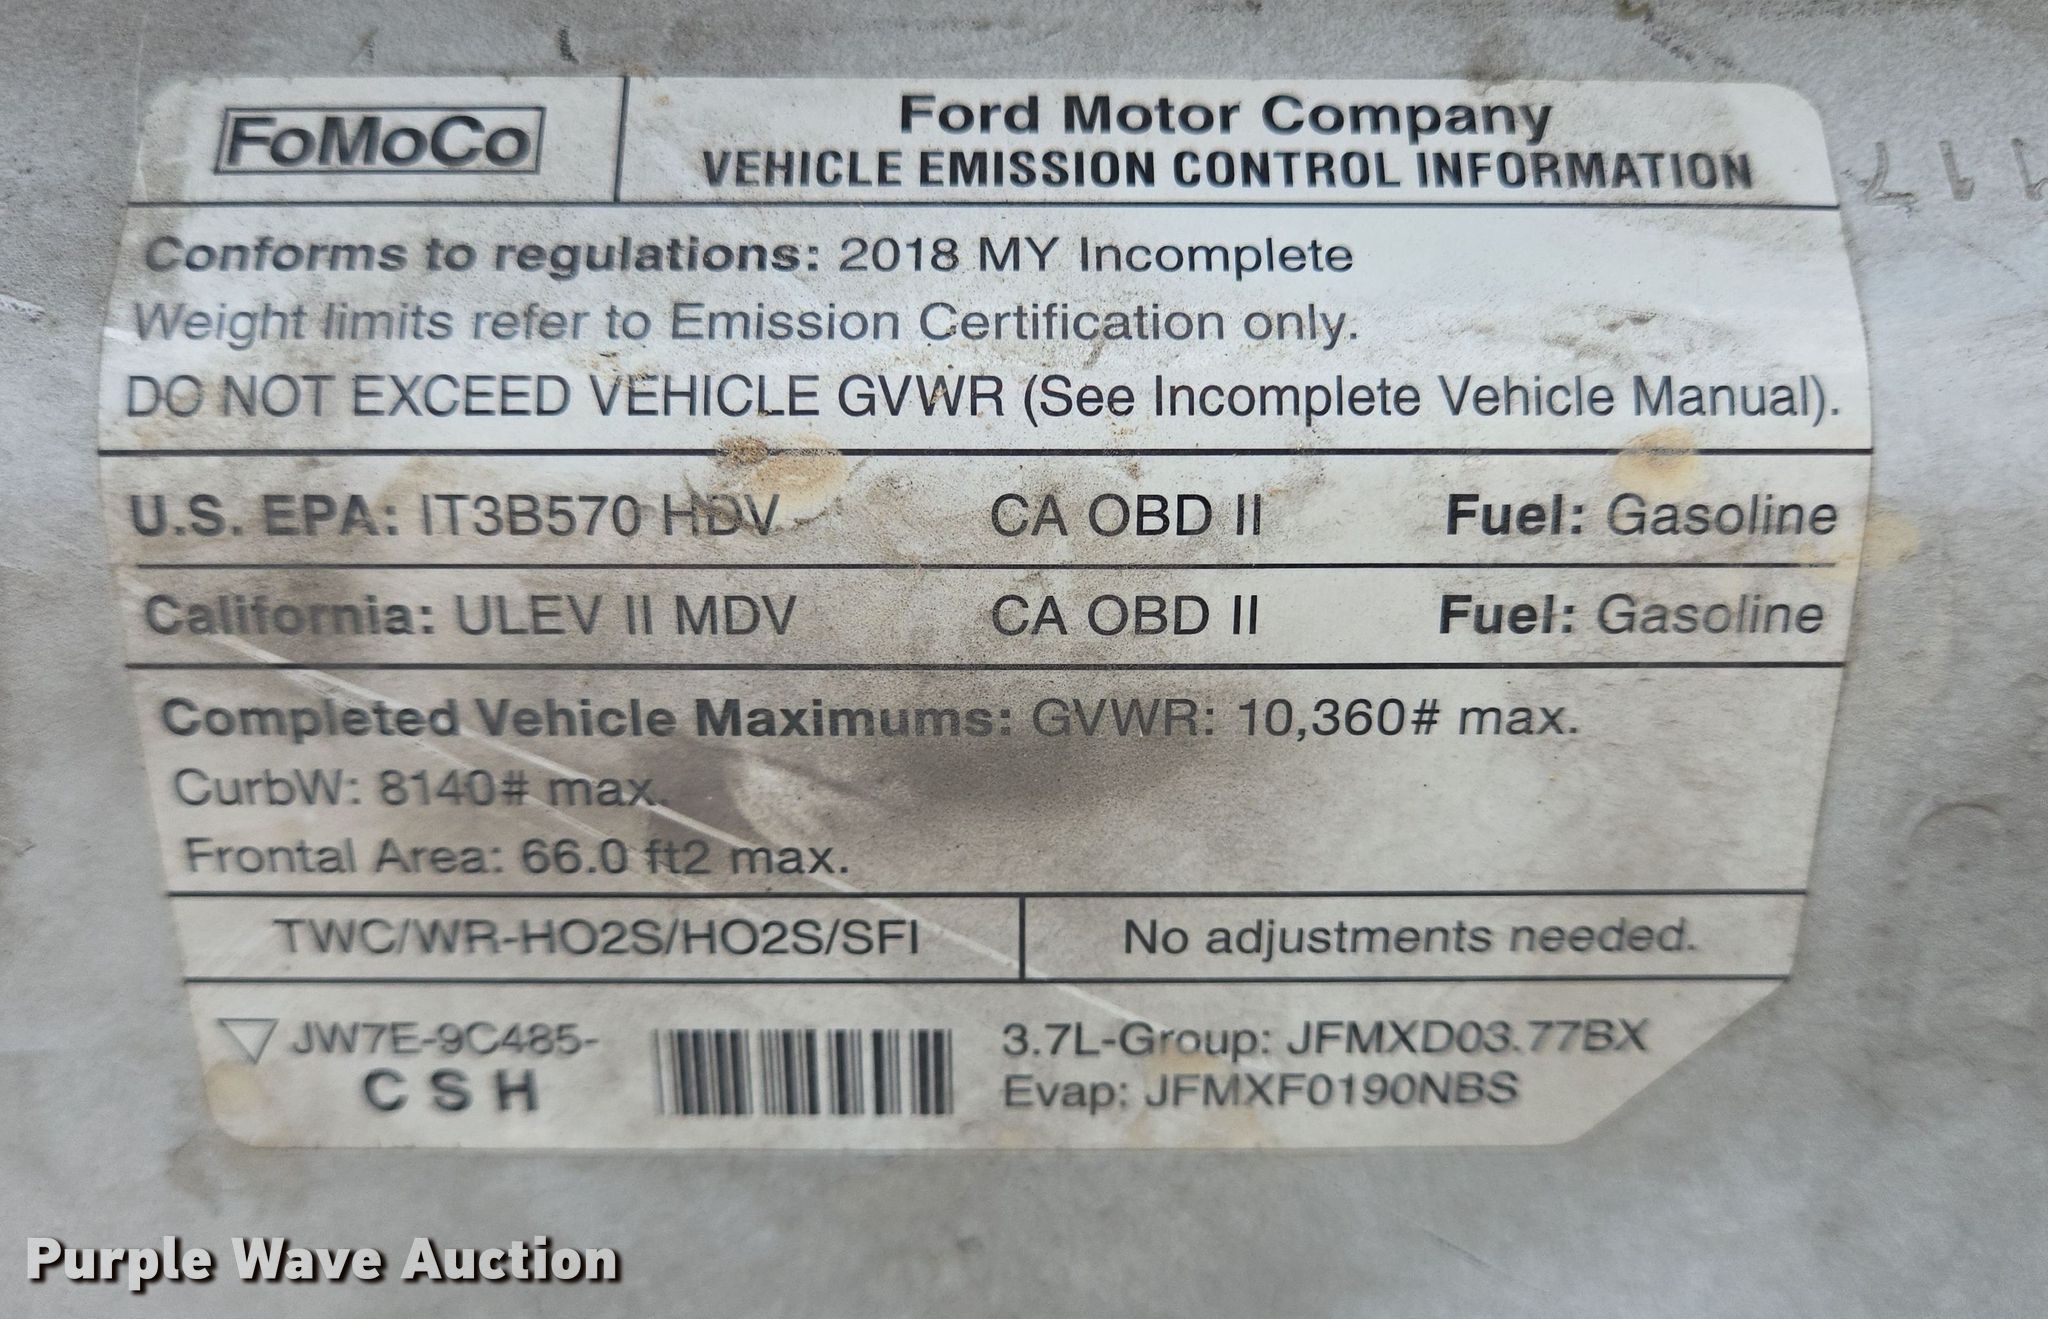 FoMoCo
Ford Motor Company
VEHICLE EMISSION CONTROL INFORMATION
Conforms to regulations: 2018 MY Incomplete
Weight limits refer to Emission Certification only.
DO NOT EXCEED VEHICLE GVWR (See Incomplete Vehicle Manual).
U.S. EPA: IT3B570 HDV CA OBD II Fuel: Gasoline
California: ULEV II MDV CA OBD II Fuel: Gasoline
Completed Vehicle Maximums: GVWR: 10,360# max.
CurbW: 8140# max.
Frontal Area: 66.0 ft2 max.
TWC/WR-HO2S/HO2S/SFI
No adjustments needed.
JW7E-9C485-
C S H
3.7L-Group: JFMXD03.77BX
Evap: JFMXF0190NBS
Purple Wave Auction